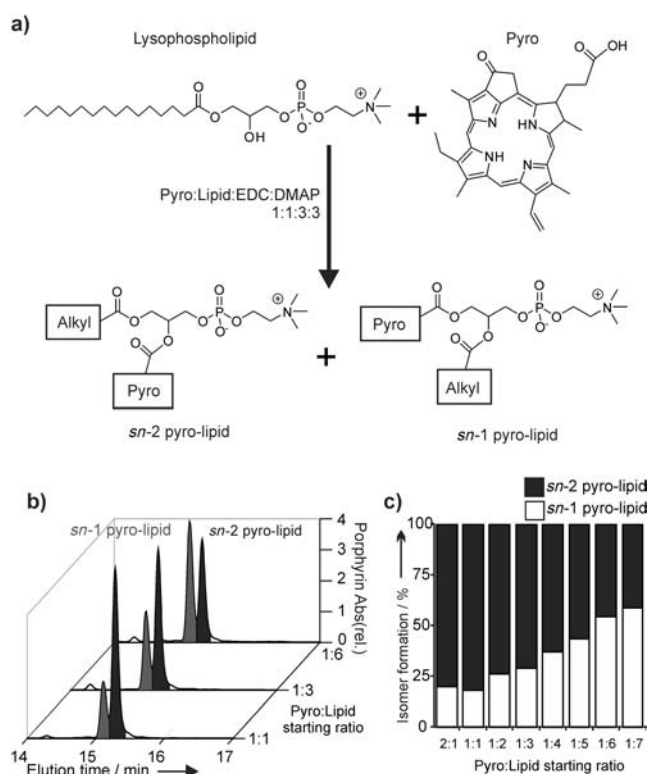 a)
Lysophospholipid
Pyro
O
O
O
P
O
N
⊕
O-
OH
+
O
OH
N
HN
NH
N
Pyro:Lipid:EDC:DMAP
1:1:3:3
O
Alkyl
O
O
O
P
O
N
⊕
O-
O
O
Pyro
+
O
Pyro
O
O
O
P
O
N
⊕
O-
O
O
Alkyl
sn-2 pyro-lipid
sn-1 pyro-lipid
b)
sn-1 pyro-lipid
sn-2 pyro-lipid
4
3
2
1
0
Porphyrin Abs(rel.)
1:6
1:3
1:1
Pyro:Lipid
starting ratio
14
15
16
17
Elution time / min
c)
sn-2 pyro-lipid
sn-1 pyro-lipid
100
75
50
25
0
Isomer formation / %
2:1 1:1 1:2 1:3 1:4 1:5 1:6 1:7
Pyro:Lipid starting ratio